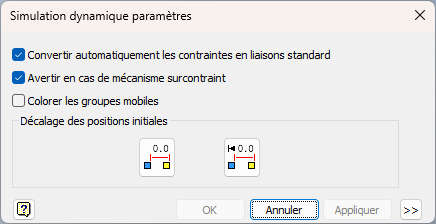 Simulation dynamique paramètres
Convertir automatiquement les contraintes en liaisons standard
Avertir en cas de mécanisme surcontraint
Colorer les groupes mobiles
Décalage des positions initiales
0.0 0.0
? OK Annuler Appliquer >>